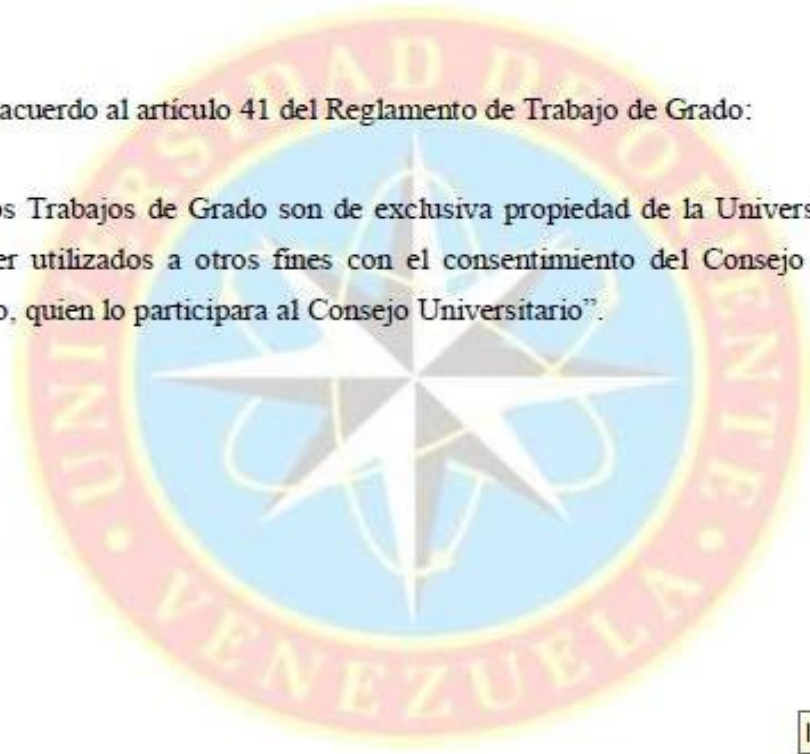 acuerdo al artículo 41 del Reglamento de Trabajo de Grado:
os Trabajos de Grado son de exclusiva propiedad de la Univers
er utilizados a otros fines con el consentimiento del Consejo
o, quien lo participara al Consejo Universitario”.
UNIVERSIDAD DE ORIENTE
VENEZUELA